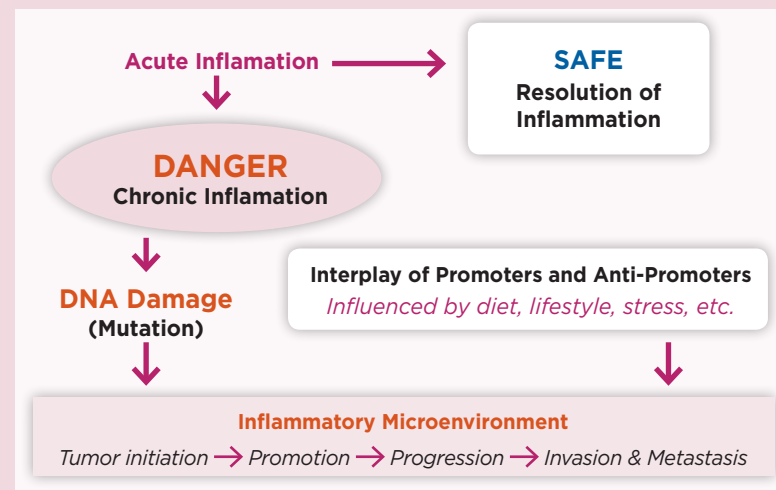 Acute Inflamation
SAFE
Resolution of
Inflammation
DANGER
Chronic Inflamation
DNA Damage
(Mutation)
Interplay of Promoters and Anti-Promoters
Influenced by diet, lifestyle, stress, etc.
Inflammatory Microenvironment
Tumor initiation → Promotion → Progression → Invasion & Metastasis